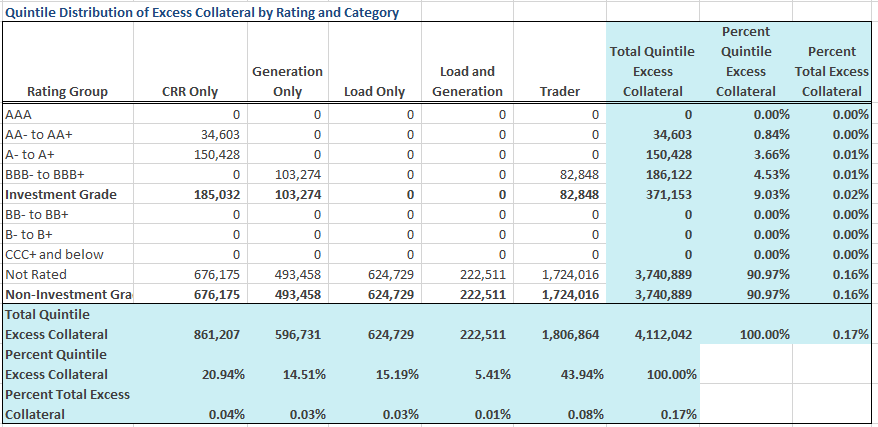 Quintile Distribution of Excess Collateral by Rating and Category
Percent
Total Quintile Quintile Percent
Generation Load and Excess Excess Total Excess
Rating Group CRR Only Only Load Only Generation Trader Collateral Collateral Collateral
AAA 0 0 0 0 0 0 0.00% 0.00%
AA- to AA+ 34,603 0 0 0 0 34,603 0.84% 0.00%
A- to A+ 150,428 0 0 0 0 150,428 3.66% 0.01%
BBB- to BBB+ 0 103,274 0 0 82,848 186,122 4.53% 0.01%
Investment Grade 185,032 103,274 0 0 82,848 371,153 9.03% 0.02%
BB- to BB+ 0 0 0 0 0 0 0.00% 0.00%
B- to B+ 0 0 0 0 0 0 0.00% 0.00%
CCC+ and below 0 0 0 0 0 0 0.00% 0.00%
Not Rated 676,175 493,458 624,729 222,511 1,724,016 3,740,889 90.97% 0.16%
Non-Investment Gra 676,175 493,458 624,729 222,511 1,724,016 3,740,889 90.97% 0.16%
Total Quintile
Excess Collateral 861,207 596,731 624,729 222,511 1,806,864 4,112,042 100.00% 0.17%
Percent Quintile
Excess Collateral 20.94% 14.51% 15.19% 5.41% 43.94% 100.00%
Percent Total Excess
Collateral 0.04% 0.03% 0.03% 0.01% 0.08% 0.17%